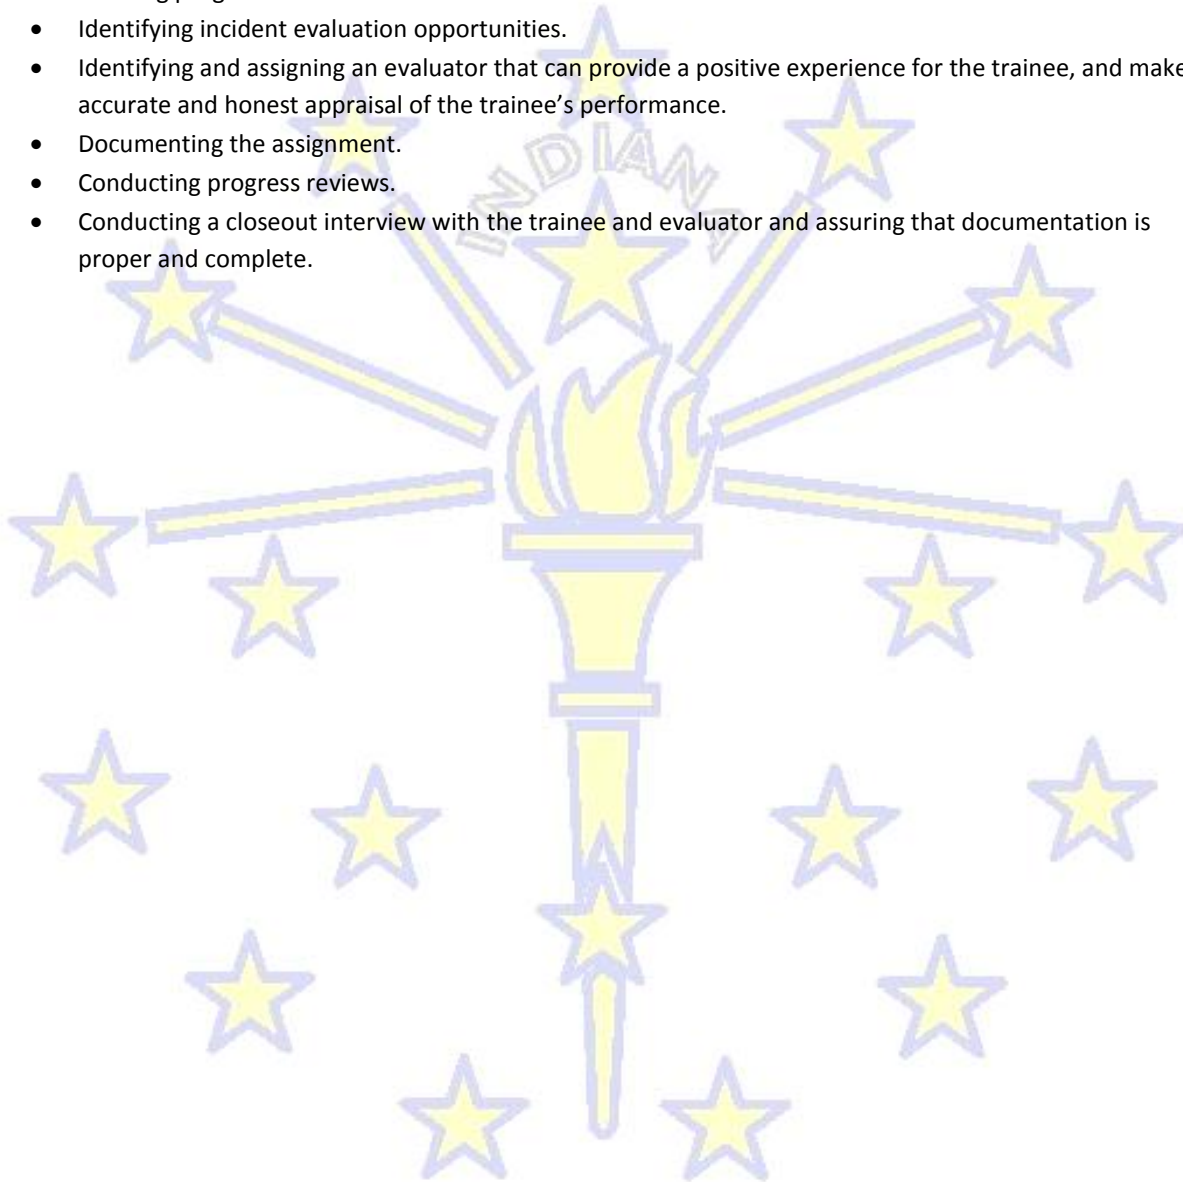 • Identifying incident evaluation opportunities.
• Identifying and assigning an evaluator that can provide a positive experience for the trainee, and make
accurate and honest appraisal of the trainee’s performance.
• Documenting the assignment.
• Conducting progress reviews.
• Conducting a closeout interview with the trainee and evaluator and assuring that documentation is
proper and complete.
INDIANA